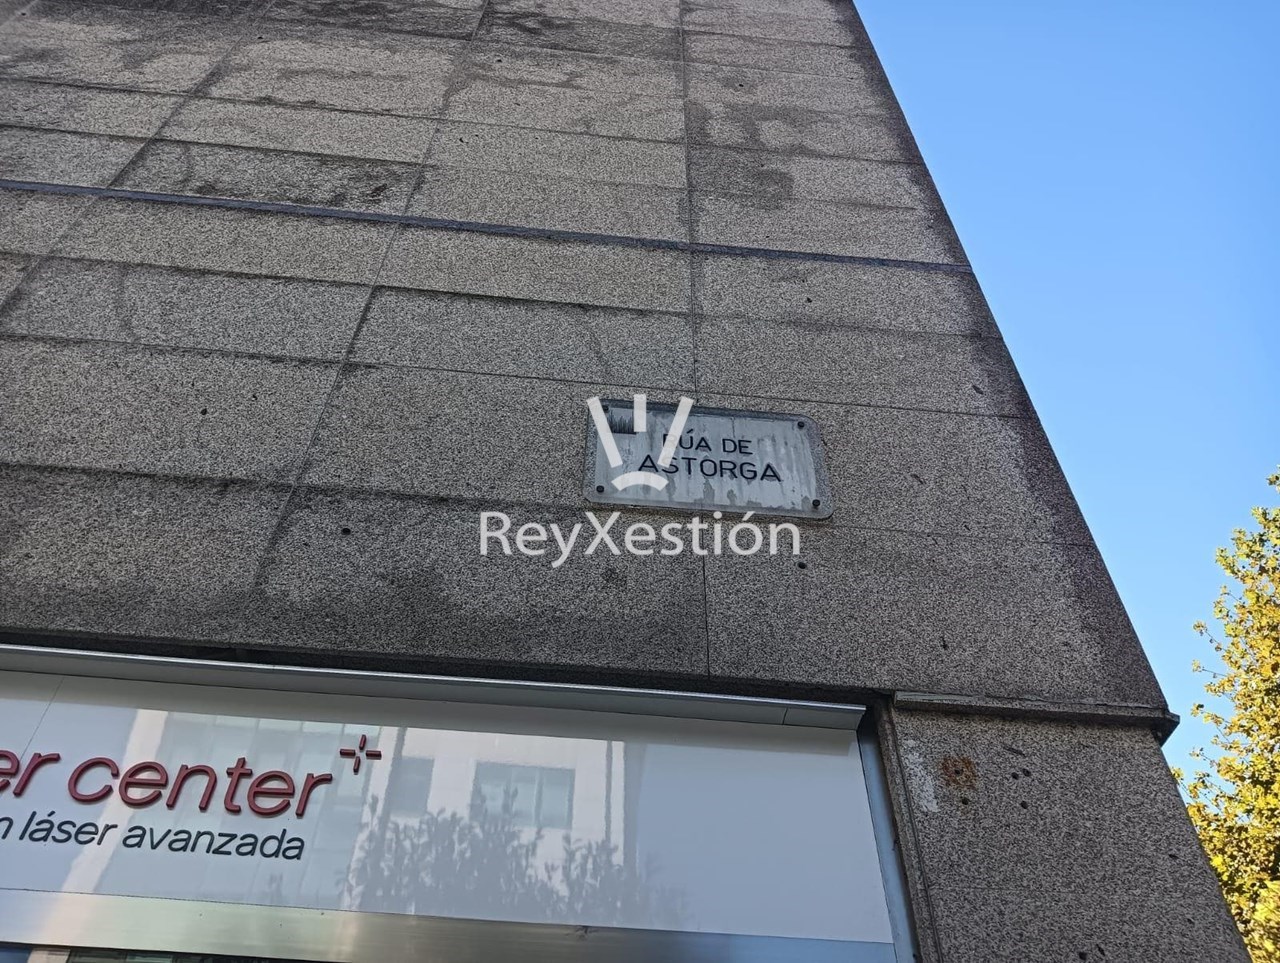 RÚA DE
ASTORGA
ReyXestión
er center
láser avanzada